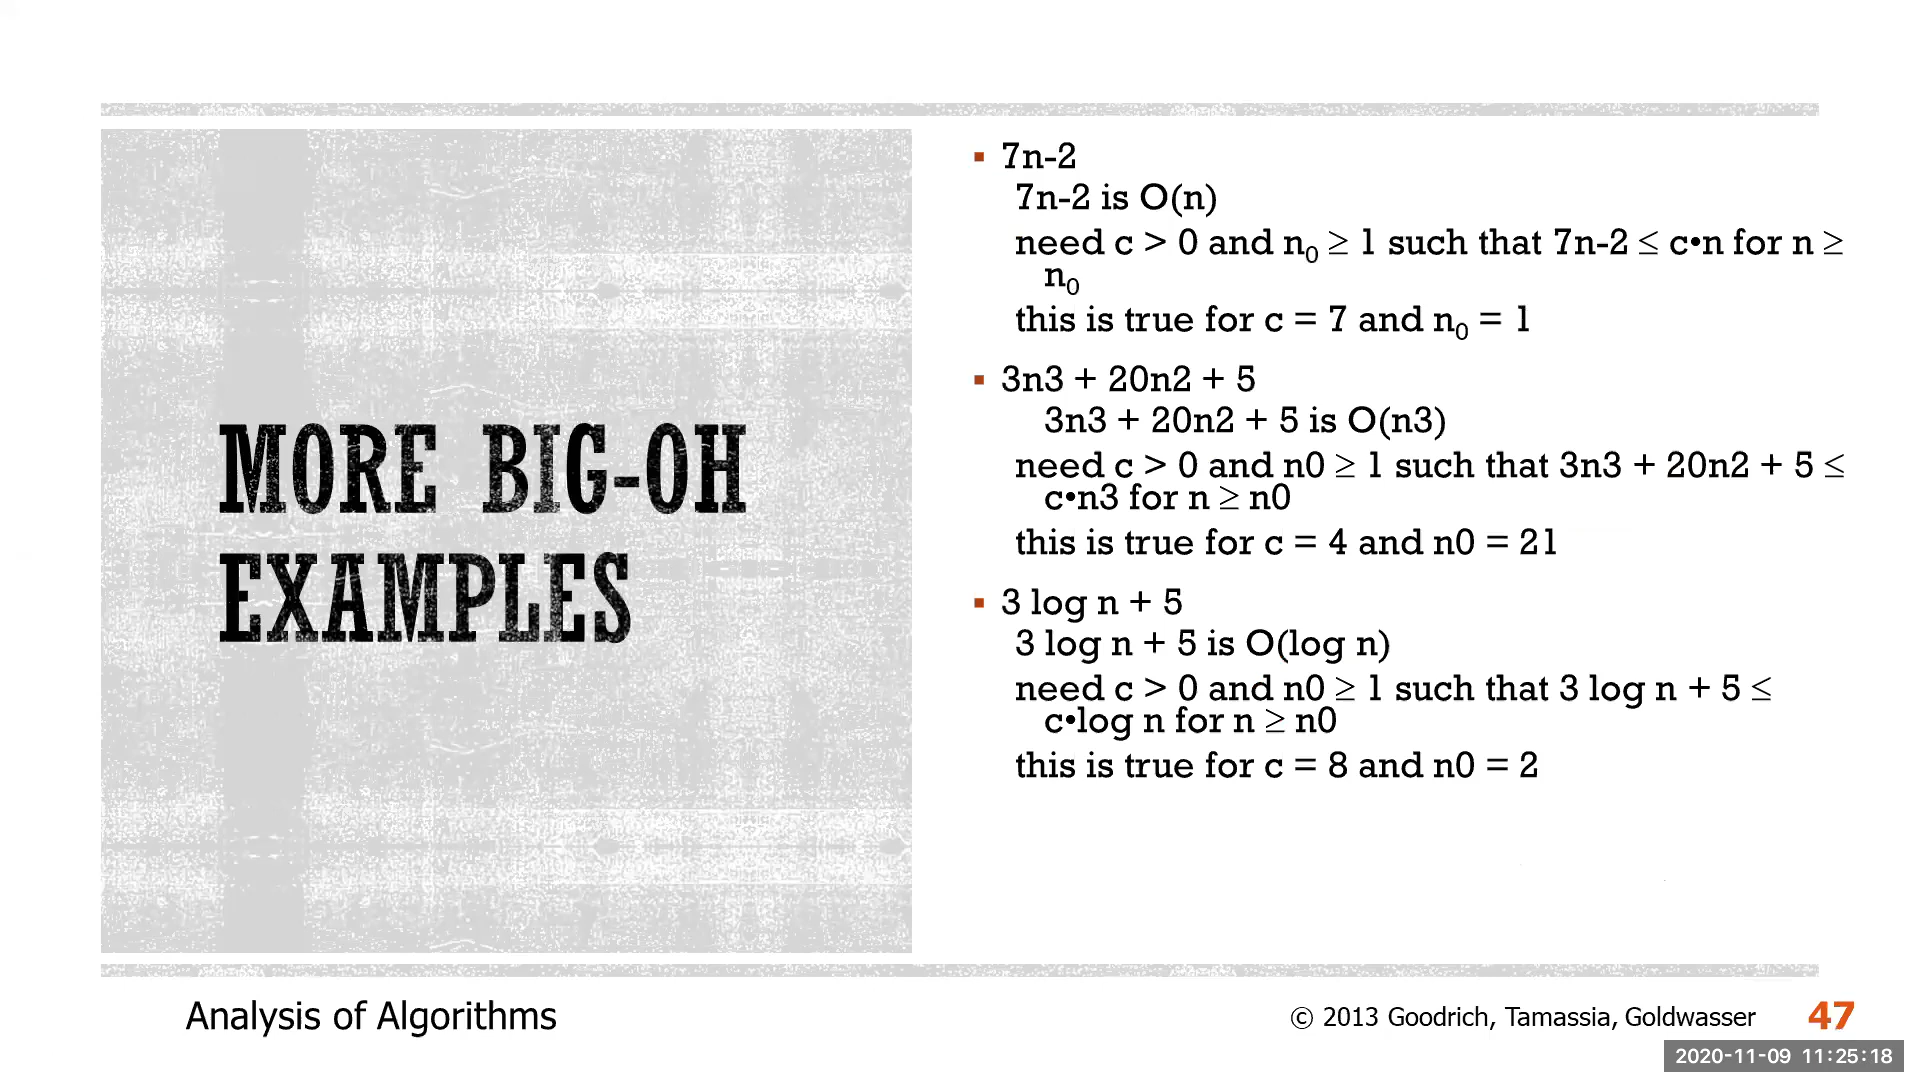 MORE BIG-OH
EXAMPLES
▪ 7n-2
7n-2 is O(n)
need c > 0 and n₀ ≥ 1 such that 7n-2 ≤ c•n for n ≥
n₀
this is true for c = 7 and n₀ = 1
▪ 3n3 + 20n2 + 5
3n3 + 20n2 + 5 is O(n3)
need c > 0 and n0 ≥ 1 such that 3n3 + 20n2 + 5 ≤
c•n3 for n ≥ n0
this is true for c = 4 and n0 = 21
▪ 3 log n + 5
3 log n + 5 is O(log n)
need c > 0 and n0 ≥ 1 such that 3 log n + 5 ≤
c•log n for n ≥ n0
this is true for c = 8 and n0 = 2
Analysis of Algorithms
© 2013 Goodrich, Tamassia, Goldwasser
47
2020-11-09 11:25:18